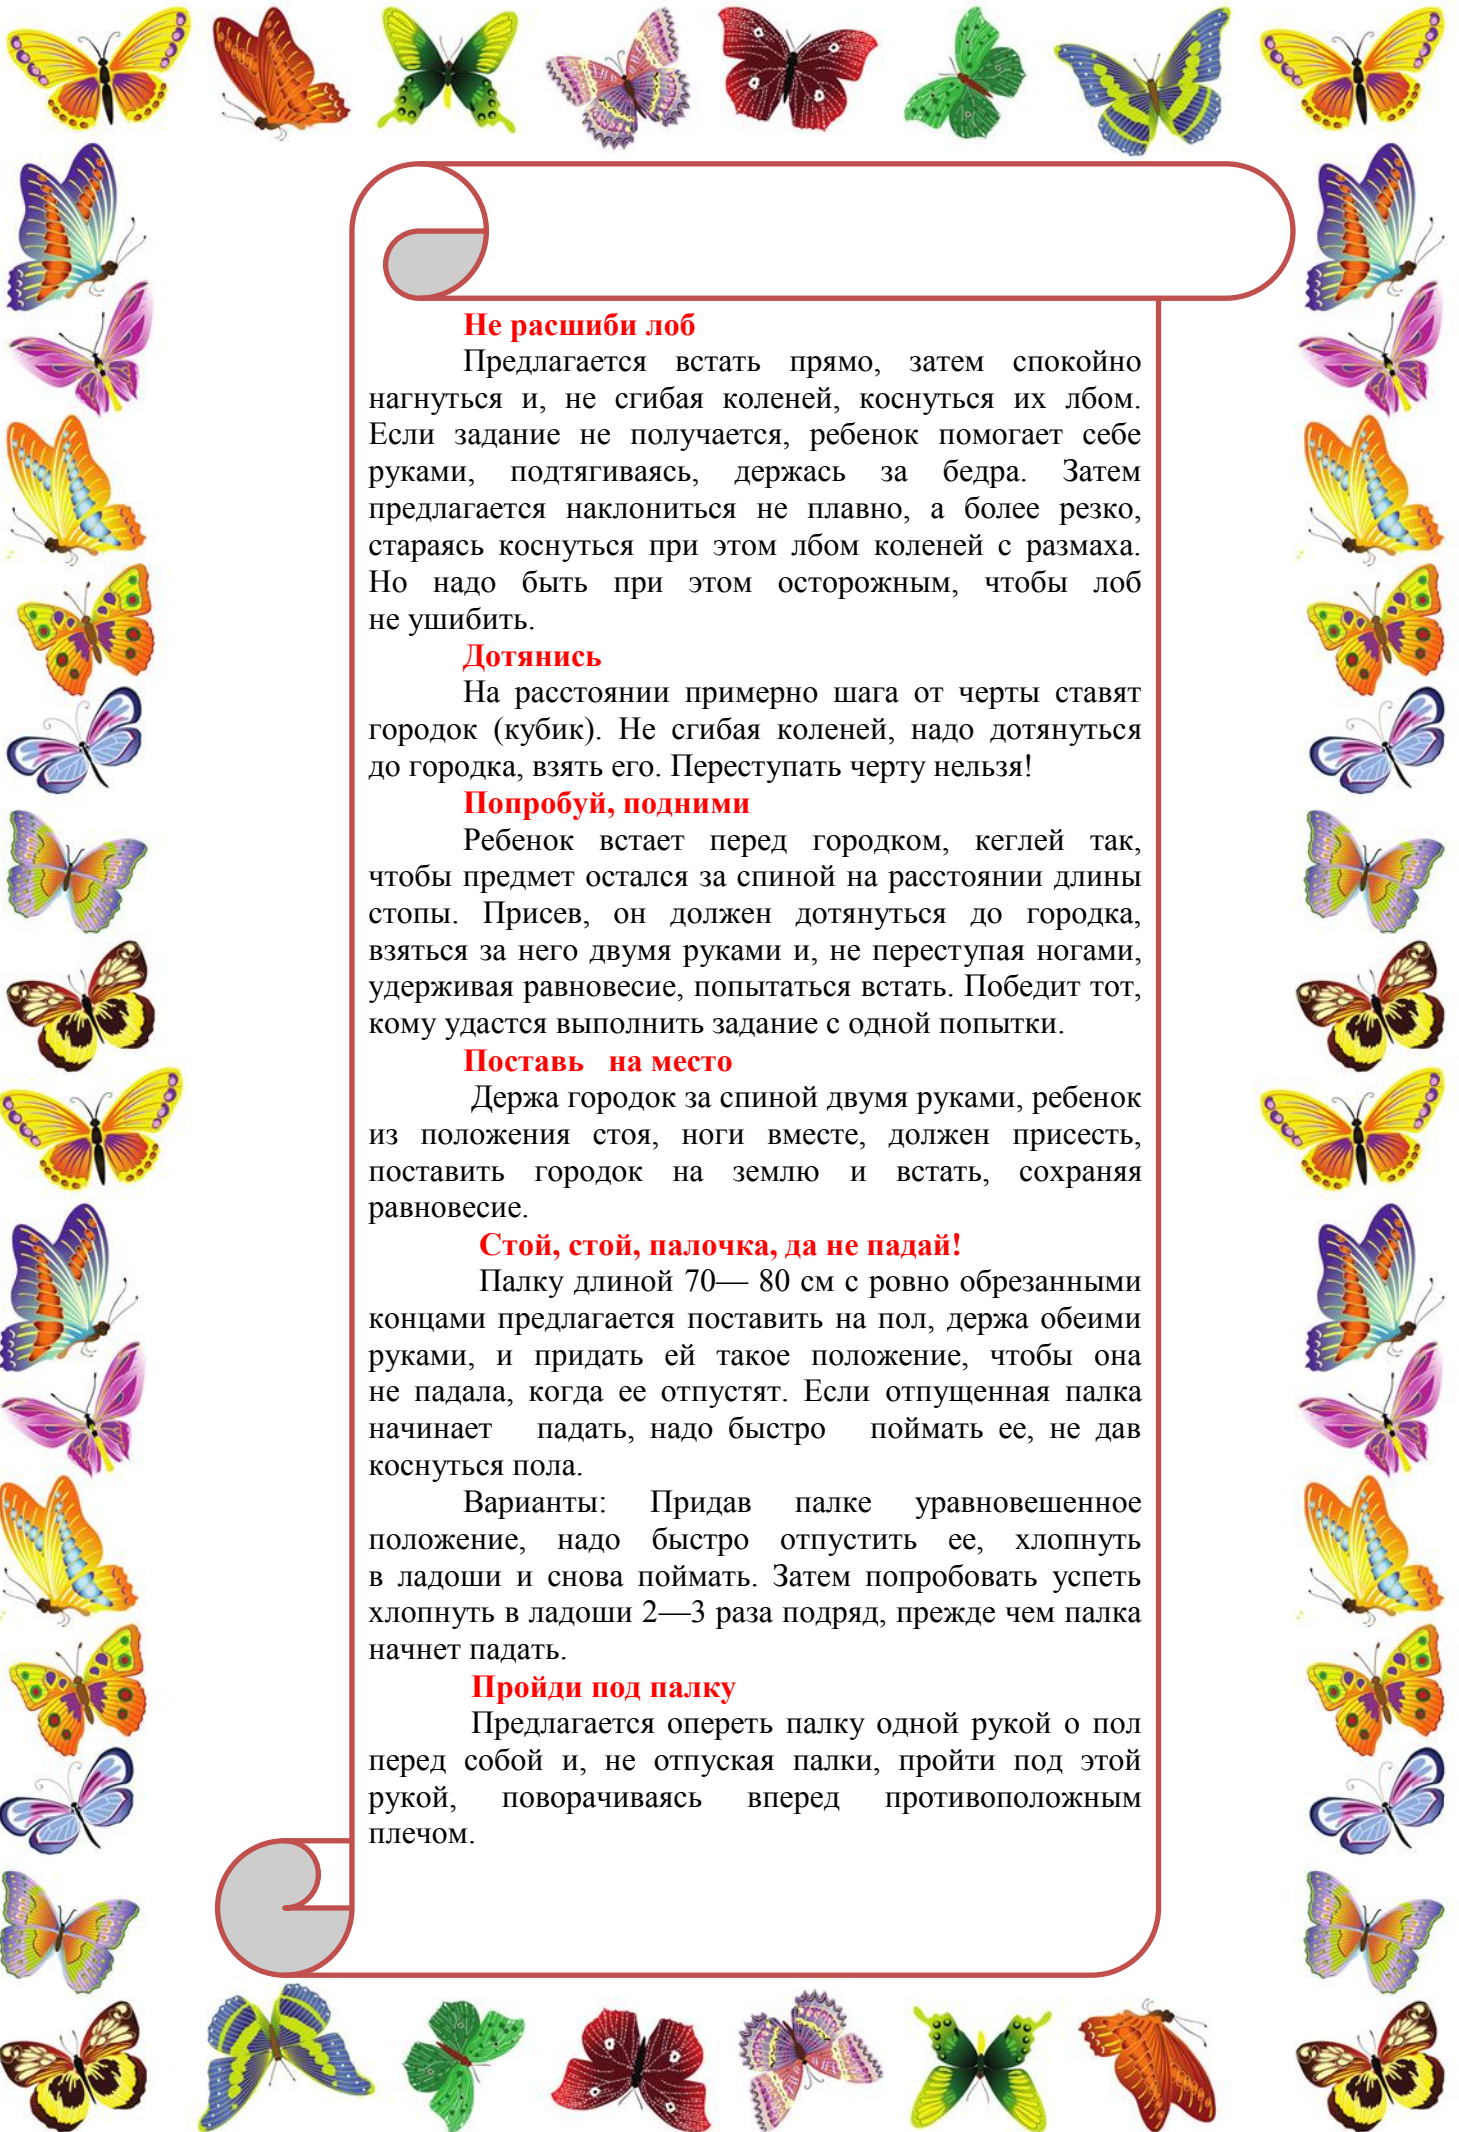 Не расшиби лоб
Предлагается встать прямо, затем спокойно
нагнуться и, не сгибая коленей, коснуться их лбом.
Если задание не получается, ребенок помогает себе
руками, подтягиваясь, держась за бедра. Затем
предлагается наклониться не плавно, а более резко,
стараясь коснуться при этом лбом коленей с размаха.
Но надо быть при этом осторожным, чтобы лоб
не ушибить.
Дотянись
На расстоянии примерно шага от черты ставят
городок (кубик). Не сгибая коленей, надо дотянуться
до городка, взять его. Переступать черту нельзя!
Попробуй, подними
Ребенок встает перед городком, кеглей так,
чтобы предмет остался за спиной на расстоянии длины
стопы. Присев, он должен дотянуться до городка,
взяться за него двумя руками и, не переступая ногами,
удерживая равновесие, попытаться встать. Победит тот,
кому удастся выполнить задание с одной попытки.
Поставь на место
Держа городок за спиной двумя руками, ребенок
из положения стоя, ноги вместе, должен присесть,
поставить городок на землю и встать, сохраняя
равновесие.
Стой, стой, палочка, да не падай!
Палку длиной 70— 80 см с ровно обрезанными
концами предлагается поставить на пол, держа обеими
руками, и придать ей такое положение, чтобы она
не падала, когда ее отпустят. Если отпущенная палка
начинает падать, надо быстро поймать ее, не дав
коснуться пола.
Варианты: Придав палке уравновешенное
положение, надо быстро отпустить ее, хлопнуть
в ладоши и снова поймать. Затем попробовать успеть
хлопнуть в ладоши 2—3 раза подряд, прежде чем палка
начнет падать.
Пройди под палку
Предлагается опереть палку одной рукой о пол
перед собой и, не отпуская палки, пройти под этой
рукой, поворачиваясь вперед противоположным
плечом.